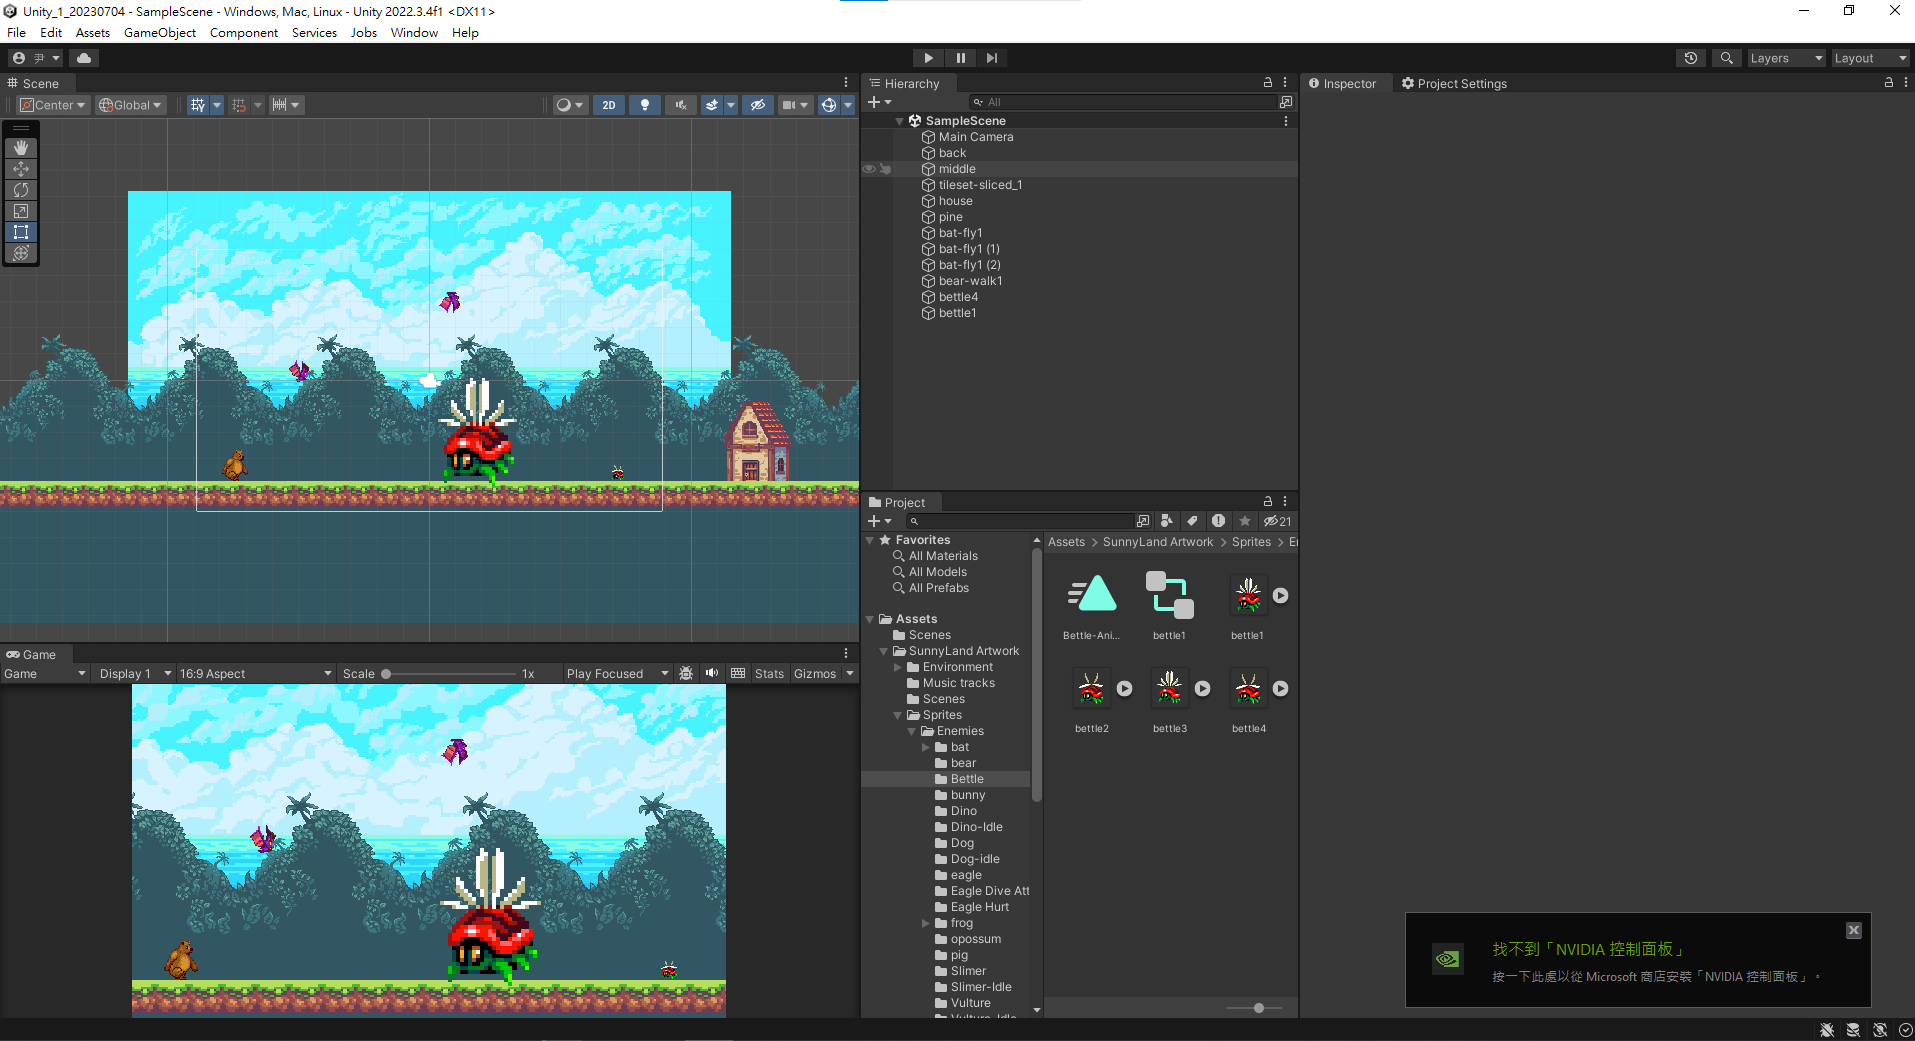 Unity_1_20230704 - SampleScene - Windows, Mac, Linux - Unity 2022.3.4f1 <DX11>
File Edit Assets GameObject Component Services Jobs Window Help
Layers Layout
Scene
Center Global 2D
Hierarchy
All
SampleScene
Main Camera
back
middle
tileset-sliced_1
house
pine
bat-fly1
bat-fly1 (1)
bat-fly1 (2)
bear-walk1
bettle4
bettle1
Inspector Project Settings
Project
21
Favorites
All Materials
All Models
All Prefabs
Assets
Scenes
SunnyLand Artwork
Environment
Music tracks
Scenes
Sprites
Enemies
bat
bear
Bettle
bunny
Dino
Dino-Idle
Dog
Dog-idle
eagle
Eagle Dive Att
Eagle Hurt
frog
opossum
pig
Slimer
Slimer-Idle
Vulture
Vulture-Idle
Assets > SunnyLand Artwork > Sprites > En
Bettle-Ani... bettle1 bettle1
bettle2 bettle3 bettle4
Game
Game Display 1 16:9 Aspect Scale 1x Play Focused Stats Gizmos
找不到「NVIDIA 控制面板」
按一下此處以從 Microsoft 商店安裝「NVIDIA 控制面板」。